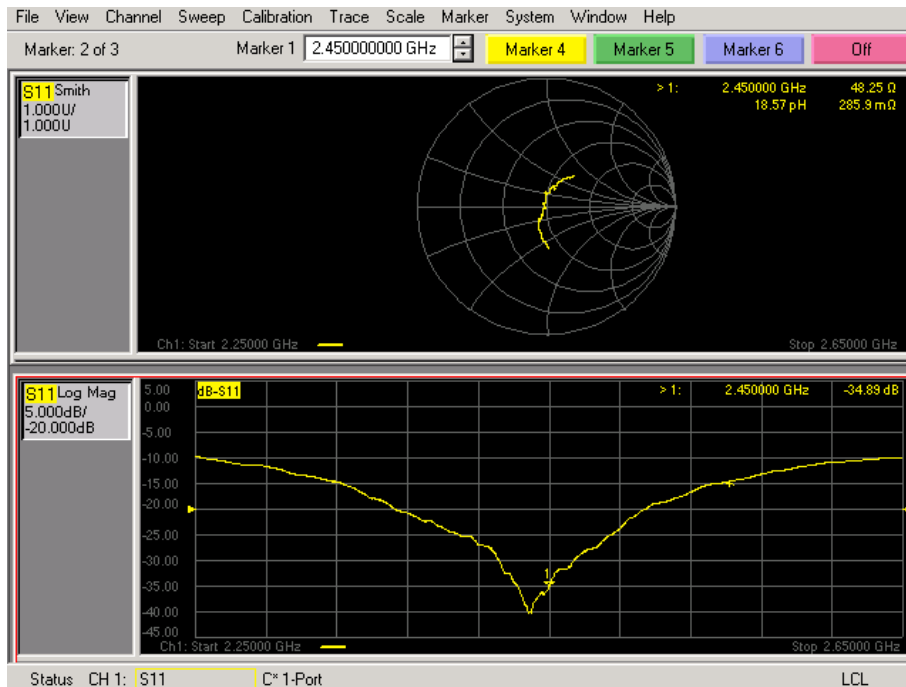 File View Channel Sweep Calibration Trace Scale Marker System Window Help
Marker: 2 of 3 Marker 1 2.450000000 GHz Marker 4 Marker 5 Marker 6 Off
S11 Smith
1.000U/
1.000U
> 1: 2.450000 GHz 48.25 Ω
18.57 pH 285.9 mΩ
Ch1: Start 2.25000 GHz Stop 2.65000 GHz
S11 Log Mag
5.000dB/
-20.000dB
dB-S11
> 1: 2.450000 GHz -34.89 dB
5.00
0.00
-5.00
-10.00
-15.00
-20.00
-25.00
-30.00
-35.00
-40.00
-45.00
1
Ch1: Start 2.25000 GHz Stop 2.65000 GHz
Status CH 1: S11 C* 1-Port LCL